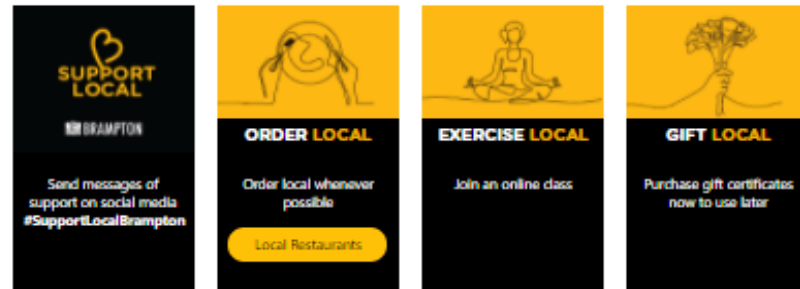 SUPPORT
LOCAL
BRAMPTON
Send messages of
support on social media
#SupportLocalBrampton
ORDER LOCAL
Order local whenever
possible
Local Restaurants
EXERCISE LOCAL
Join an online class
GIFT LOCAL
Purchase gift certificates
now to use later